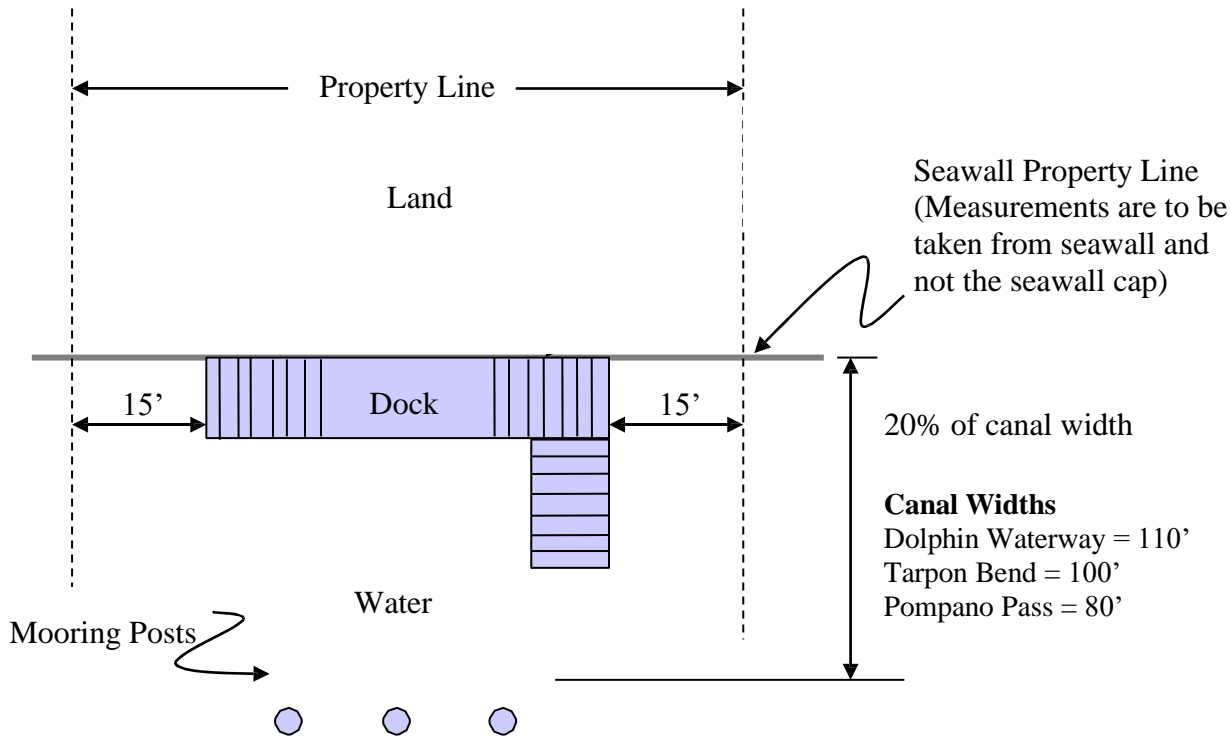 Property Line
Land
Seawall Property Line
(Measurements are to be
taken from seawall and
not the seawall cap)
15’
Dock
15’
20% of canal width
Canal Widths
Dolphin Waterway = 110’
Tarpon Bend = 100’
Pompano Pass = 80’
Water
Mooring Posts